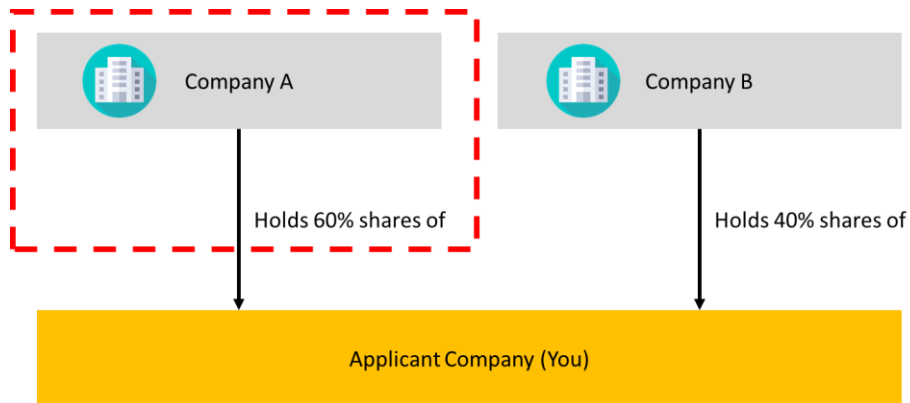 Company A
Company B
Holds 60% shares of
Holds 40% shares of
Applicant Company (You)